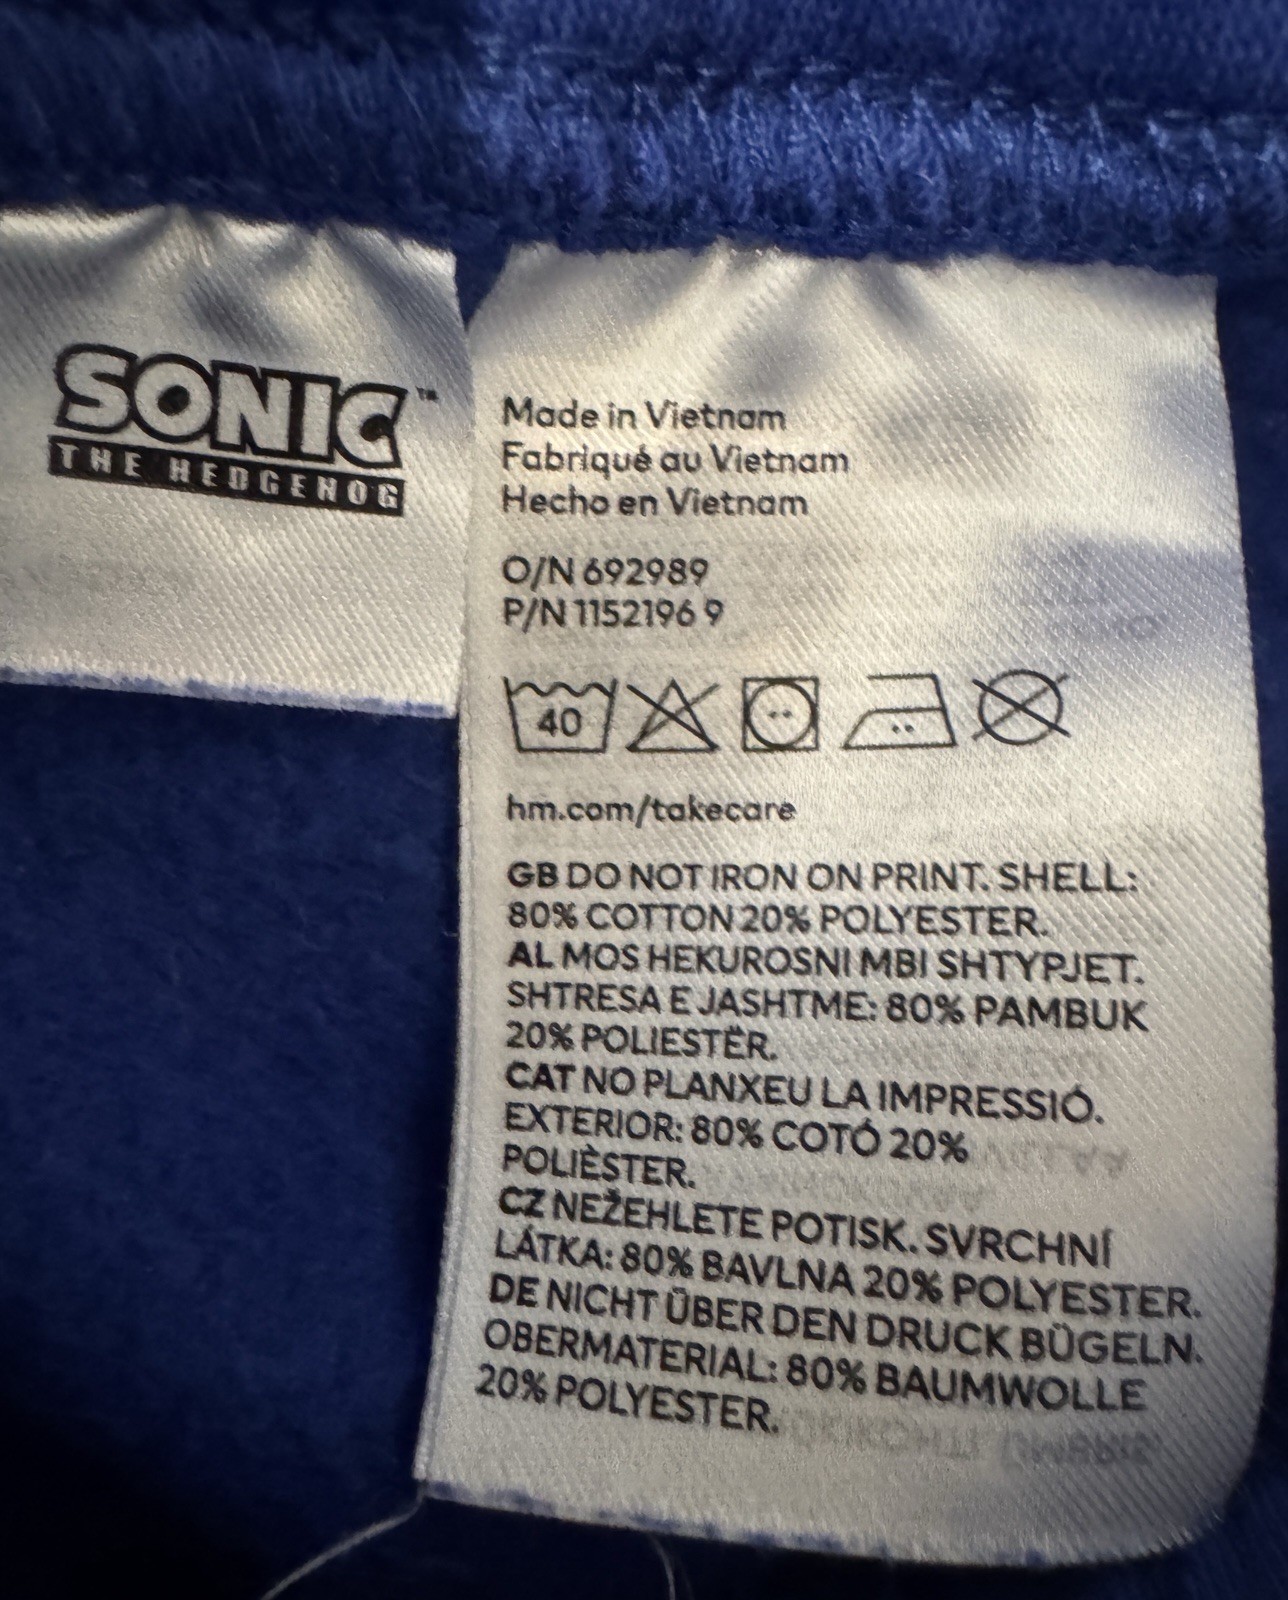 SONIC™
THE HEDGEHOG
Made in Vietnam
Fabriqué au Vietnam
Hecho en Vietnam
O/N 692989
P/N 1152196 9
40
hm.com/takecare
GB DO NOT IRON ON PRINT. SHELL:
80% COTTON 20% POLYESTER.
AL MOS HEKUROSNI MBI SHTYPJET.
SHTRESA E JASHTME: 80% PAMBUK
20% POLIESTËR.
CAT NO PLANXEU LA IMPRESSIÓ.
EXTERIOR: 80% COTÓ 20%
POLIÈSTER.
CZ NEŽEHLETE POTISK. SVRCHNÍ
LÁTKA: 80% BAVLNA 20% POLYESTER.
DE NICHT ÜBER DEN DRUCK BÜGELN.
OBERMATERIAL: 80% BAUMWOLLE
20% POLYESTER.